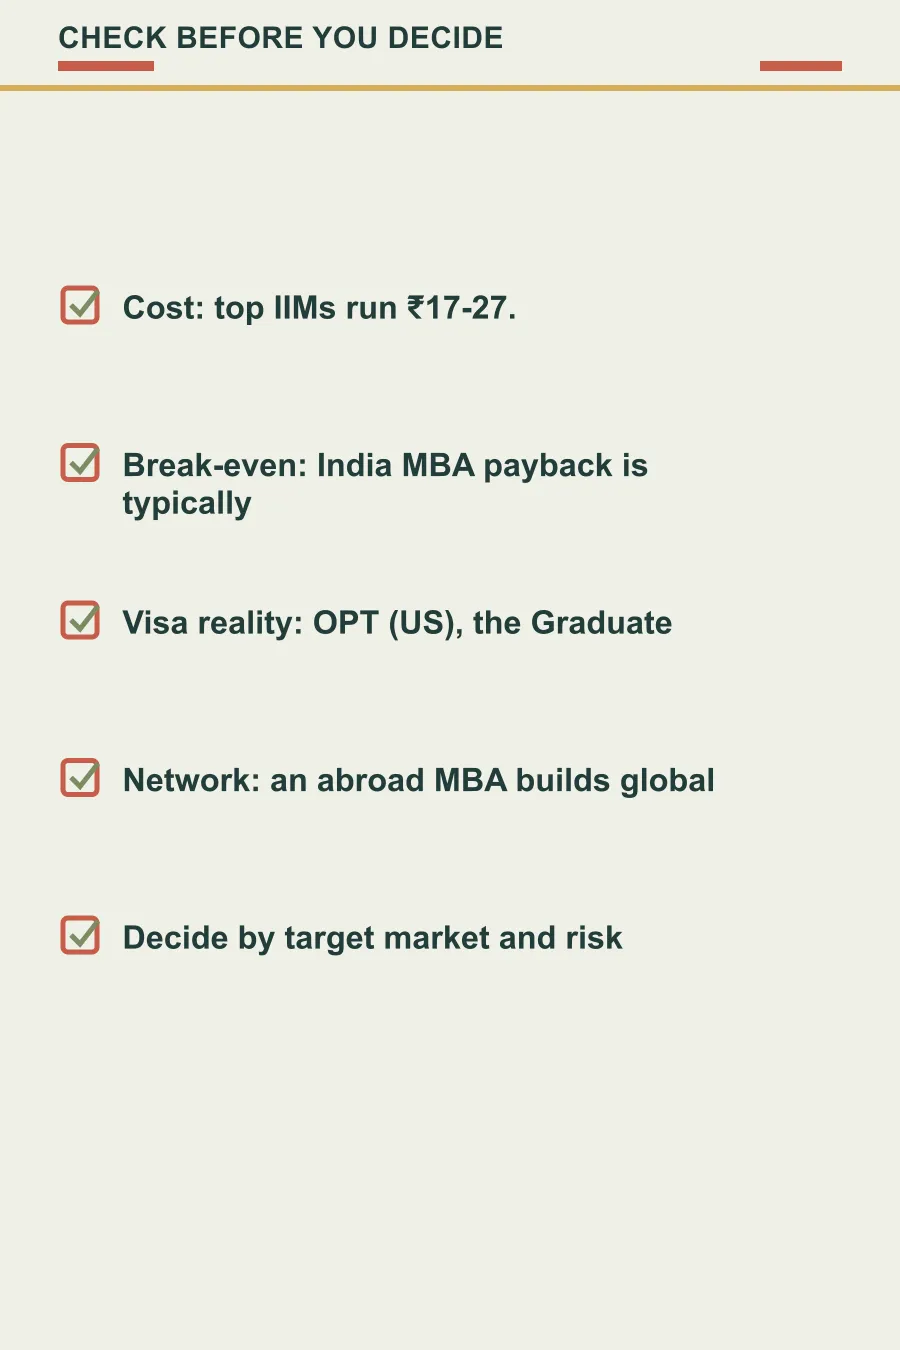 CHECK BEFORE YOU DECIDE
Cost: top IIMs run ₹17-27.
Break-even: India MBA payback is
typically
Visa reality: OPT (US), the Graduate
Network: an abroad MBA builds global
Decide by target market and risk